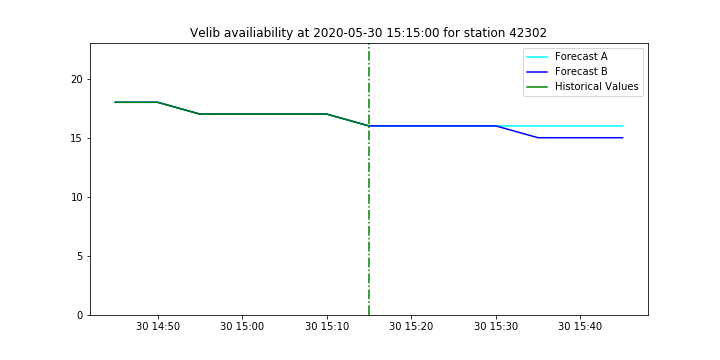 Velib availiability at 2020-05-30 15:15:00 for station 42302
Forecast A
Forecast B
Historical Values
20
15
10
5
0
30 14:50
30 15:00
30 15:10
30 15:20
30 15:30
30 15:40